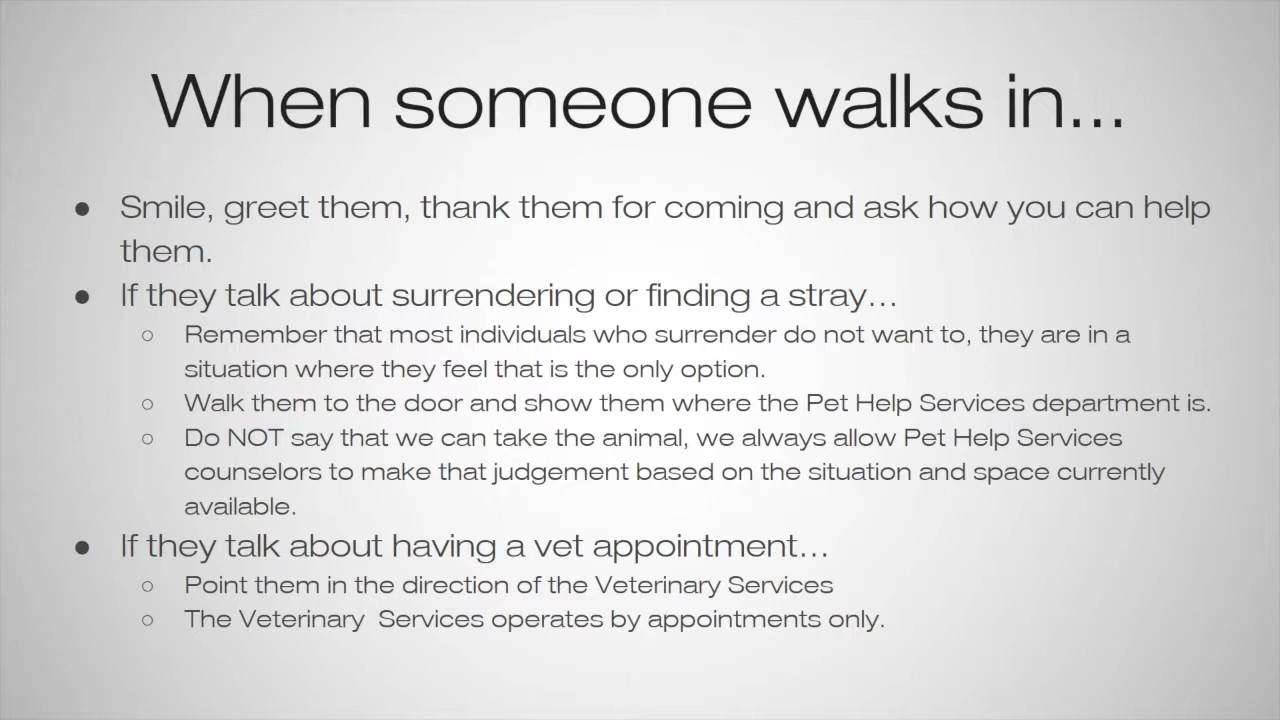 When someone walks in...
● Smile, greet them, thank them for coming and ask how you can help
them.
● If they talk about surrendering or finding a stray...
○ Remember that most individuals who surrender do not want to, they are in a
situation where they feel that is the only option.
○ Walk them to the door and show them where the Pet Help Services department is.
○ Do NOT say that we can take the animal, we always allow Pet Help Services
counselors to make that judgement based on the situation and space currently
available.
● If they talk about having a vet appointment...
○ Point them in the direction of the Veterinary Services
○ The Veterinary  Services operates by appointments only.